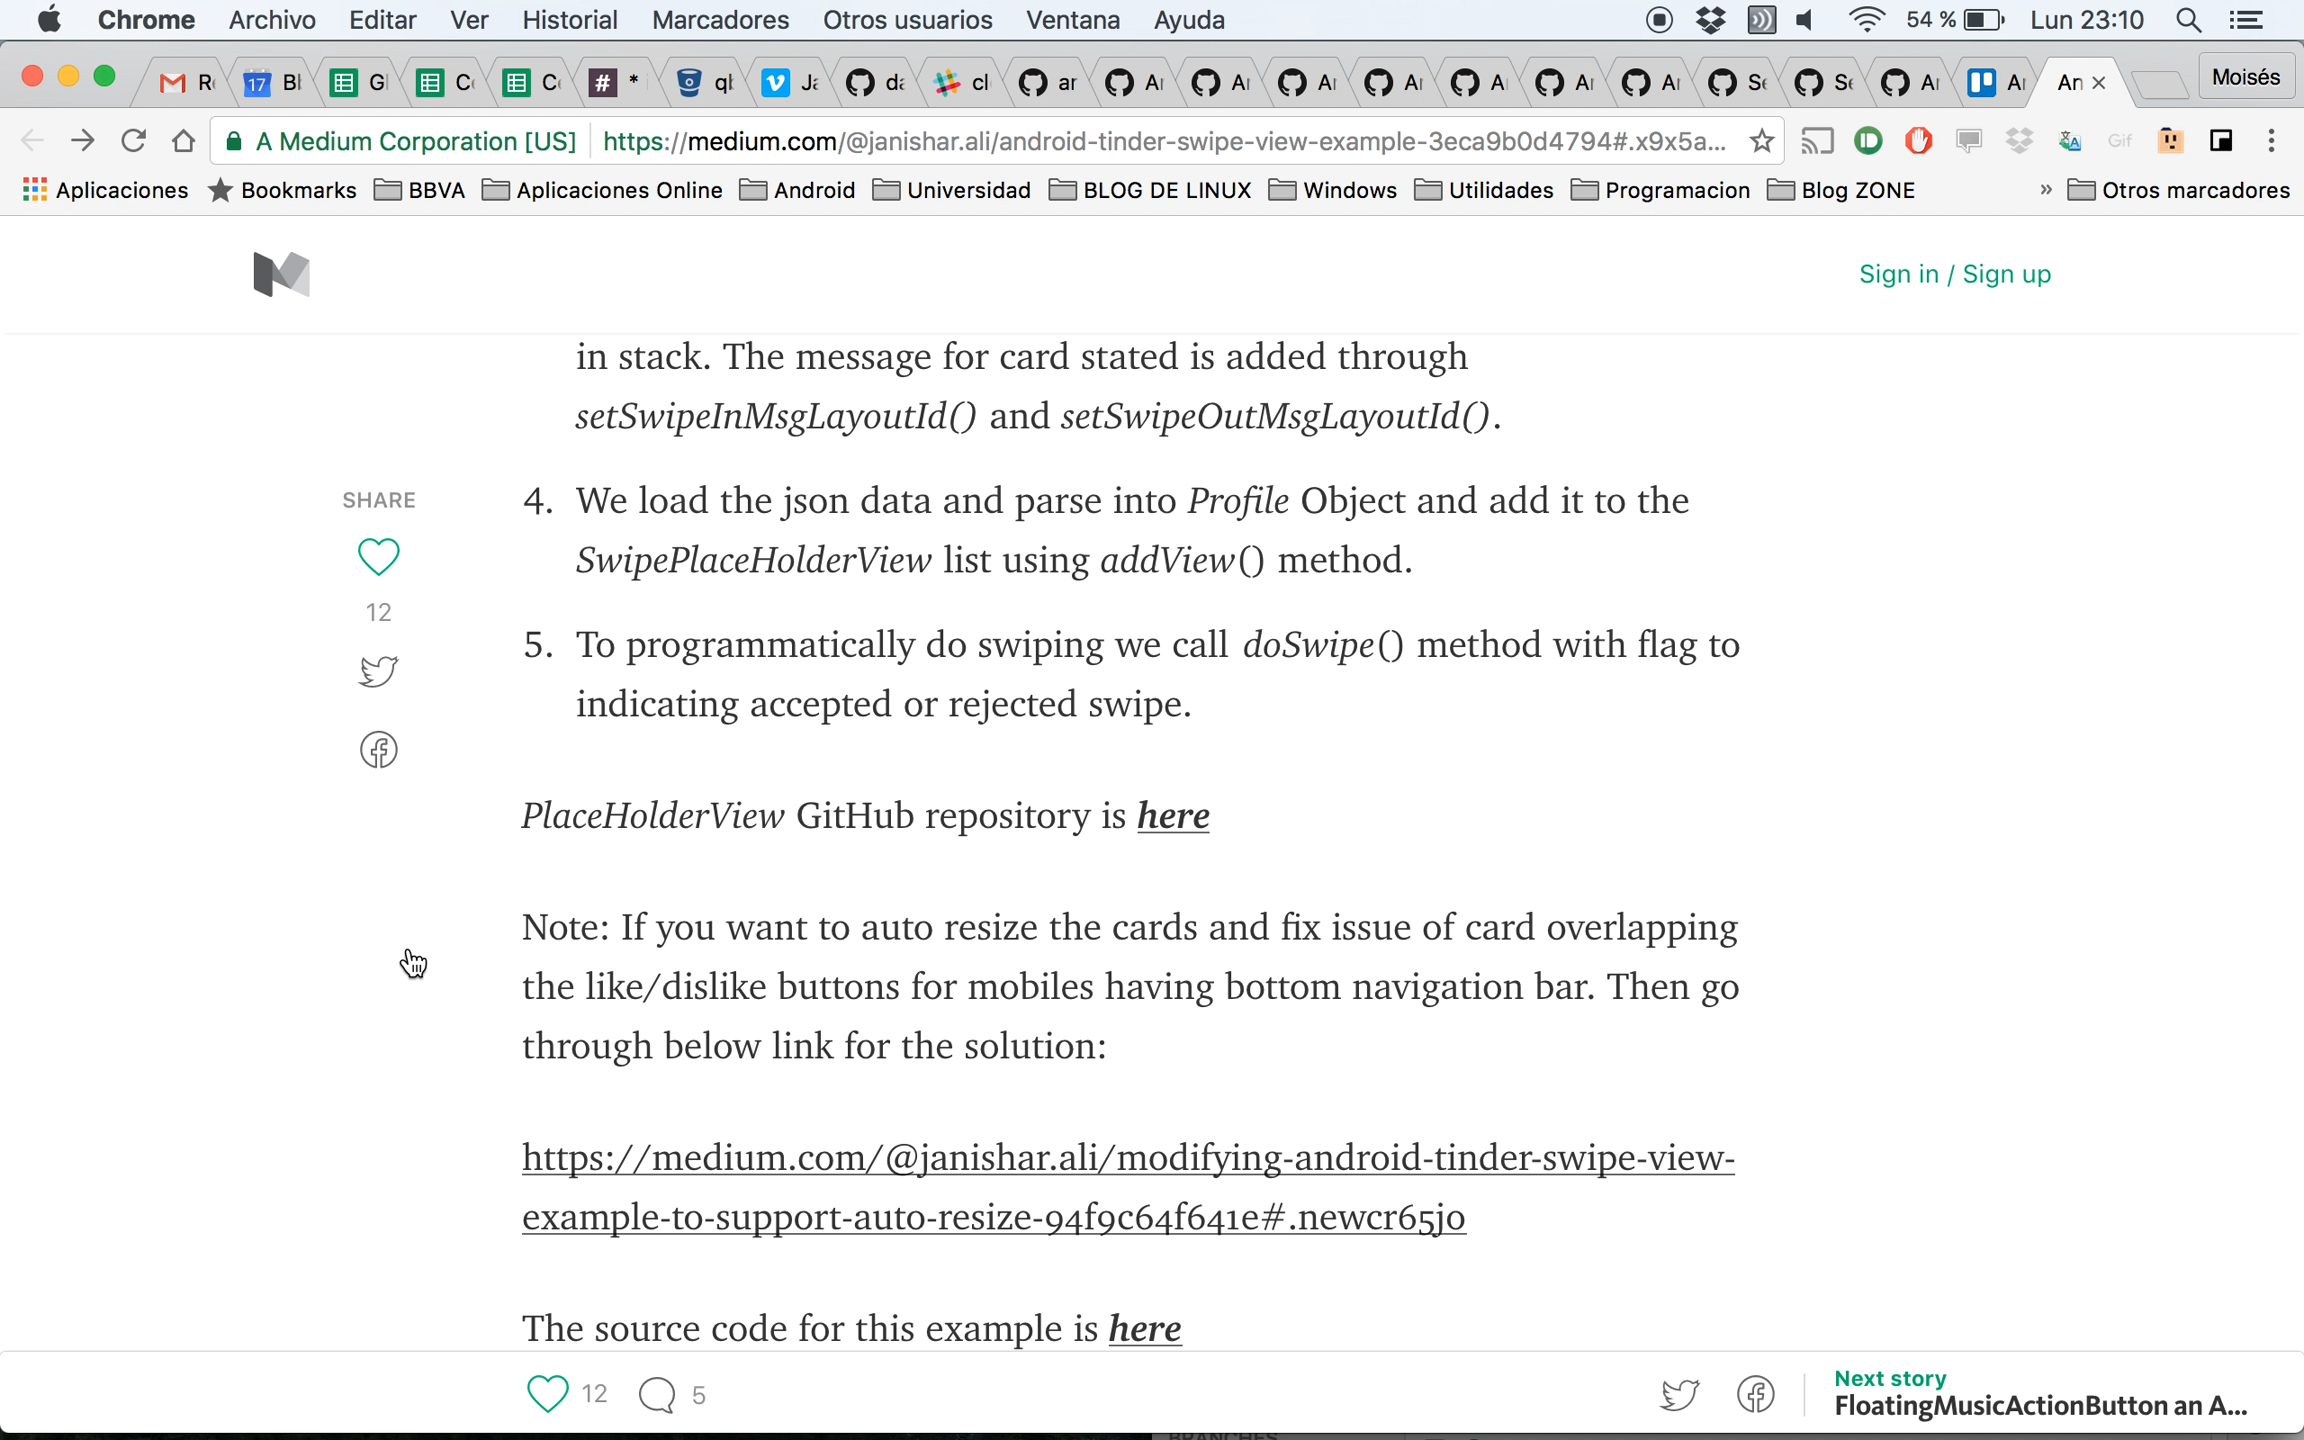 Chrome Archivo Editar Ver Historial Marcadores Otros usuarios Ventana Ayuda 54 % Lun 23:10
17 # * An Moisés
A Medium Corporation [US] https://medium.com/@janishar.ali/android-tinder-swipe-view-example-3eca9b0d4794#.x9x5a... Gif
Aplicaciones Bookmarks BBVA Aplicaciones Online Android Universidad BLOG DE LINUX Windows Utilidades Programacion Blog ZONE » Otros marcadores
Sign in / Sign up
in stack. The message for card stated is added through
setSwipeInMsgLayoutId() and setSwipeOutMsgLayoutId().
SHARE
12
4. We load the json data and parse into Profile Object and add it to the
SwipePlaceHolderView list using addView() method.
5. To programmatically do swiping we call doSwipe() method with flag to
indicating accepted or rejected swipe.
PlaceHolderView GitHub repository is here
Note: If you want to auto resize the cards and fix issue of card overlapping
the like/dislike buttons for mobiles having bottom navigation bar. Then go
through below link for the solution:
https://medium.com/@janishar.ali/modifying-android-tinder-swipe-view-
example-to-support-auto-resize-94f9c64f641e#.newcr65jo
The source code for this example is here
12 5
Next story
FloatingMusicActionButton an A...